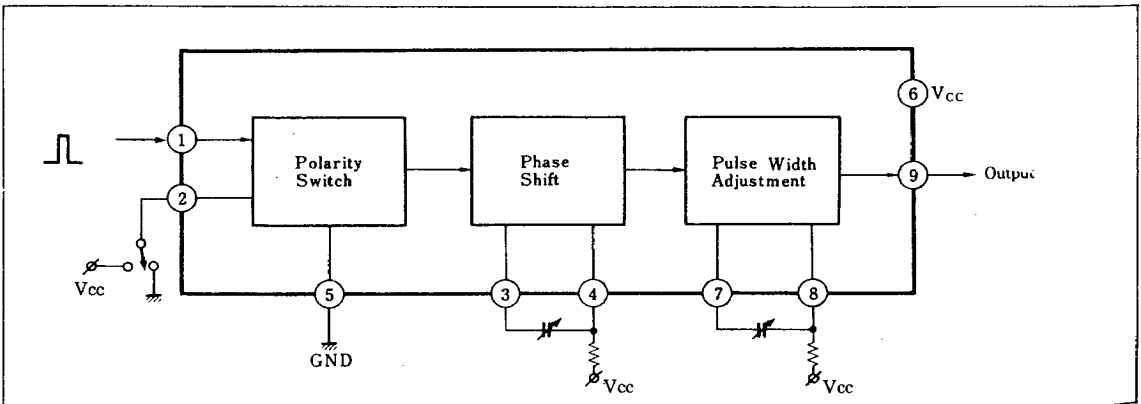 6 VCC
1
Polarity
Switch
Phase
Shift
Pulse Width
Adjustment
9 Output
2
Vcc
5
3
4
7
8
GND
Vcc
Vcc